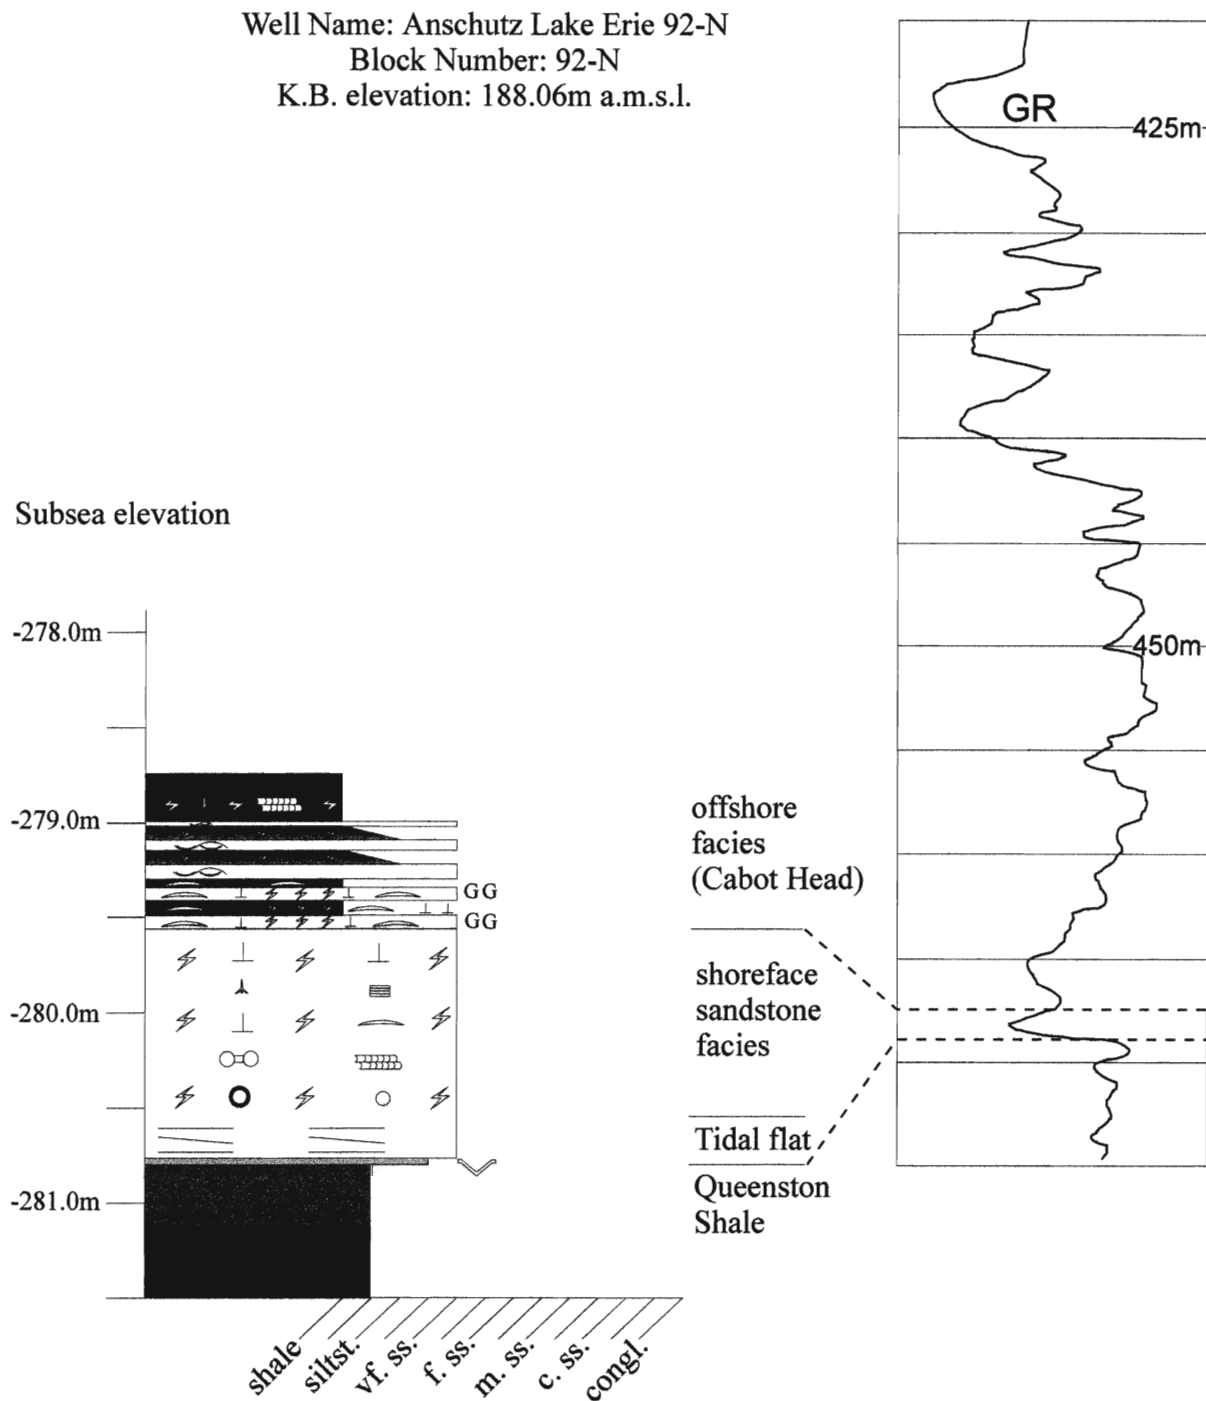 Well Name: Anschutz Lake Erie 92-N
Block Number: 92-N
K.B. elevation: 188.06m a.m.s.l.
GR
425m
Subsea elevation
-278.0m
450m
-279.0m
offshore
facies
(Cabot Head)
GG
GG
shoreface
sandstone
facies
-280.0m
Tidal flat
Queenston
Shale
-281.0m
shale
siltst.
vf. ss.
f. ss.
m. ss.
c. ss.
congl.